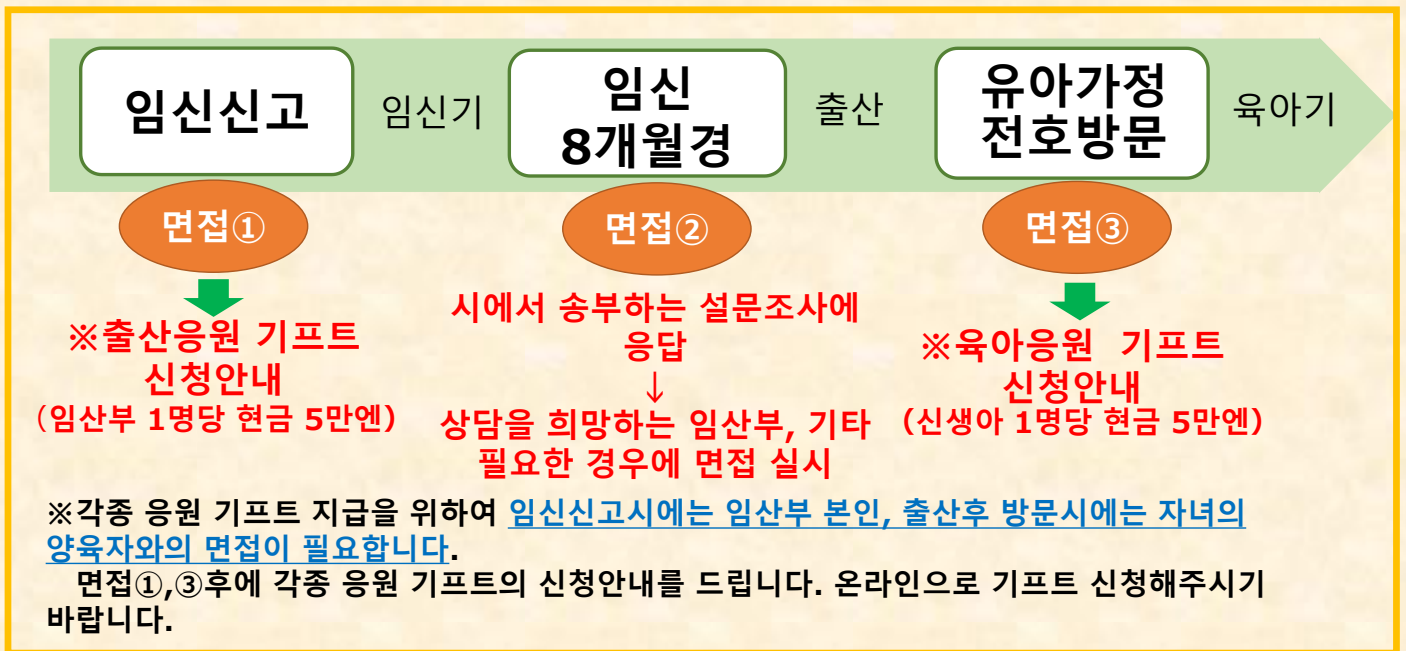 임신신고
임신기
임신
8개월경
출산
유아가정
전호방문
육아기
면접①
면접②
면접③
※출산응원 기프트
신청안내
(임산부 1명당 현금 5만엔)
시에서 송부하는 설문조사에
응답
↓
상담을 희망하는 임산부, 기타
필요한 경우에 면접 실시
※육아응원 기프트
신청안내
(신생아 1명당 현금 5만엔)
※각종 응원 기프트 지급을 위하여 임신신고시에는 임산부 본인, 출산후 방문시에는 자녀의
양육자와의 면접이 필요합니다.
면접①,③후에 각종 응원 기프트의 신청안내를 드립니다. 온라인으로 기프트 신청해주시기
바랍니다.